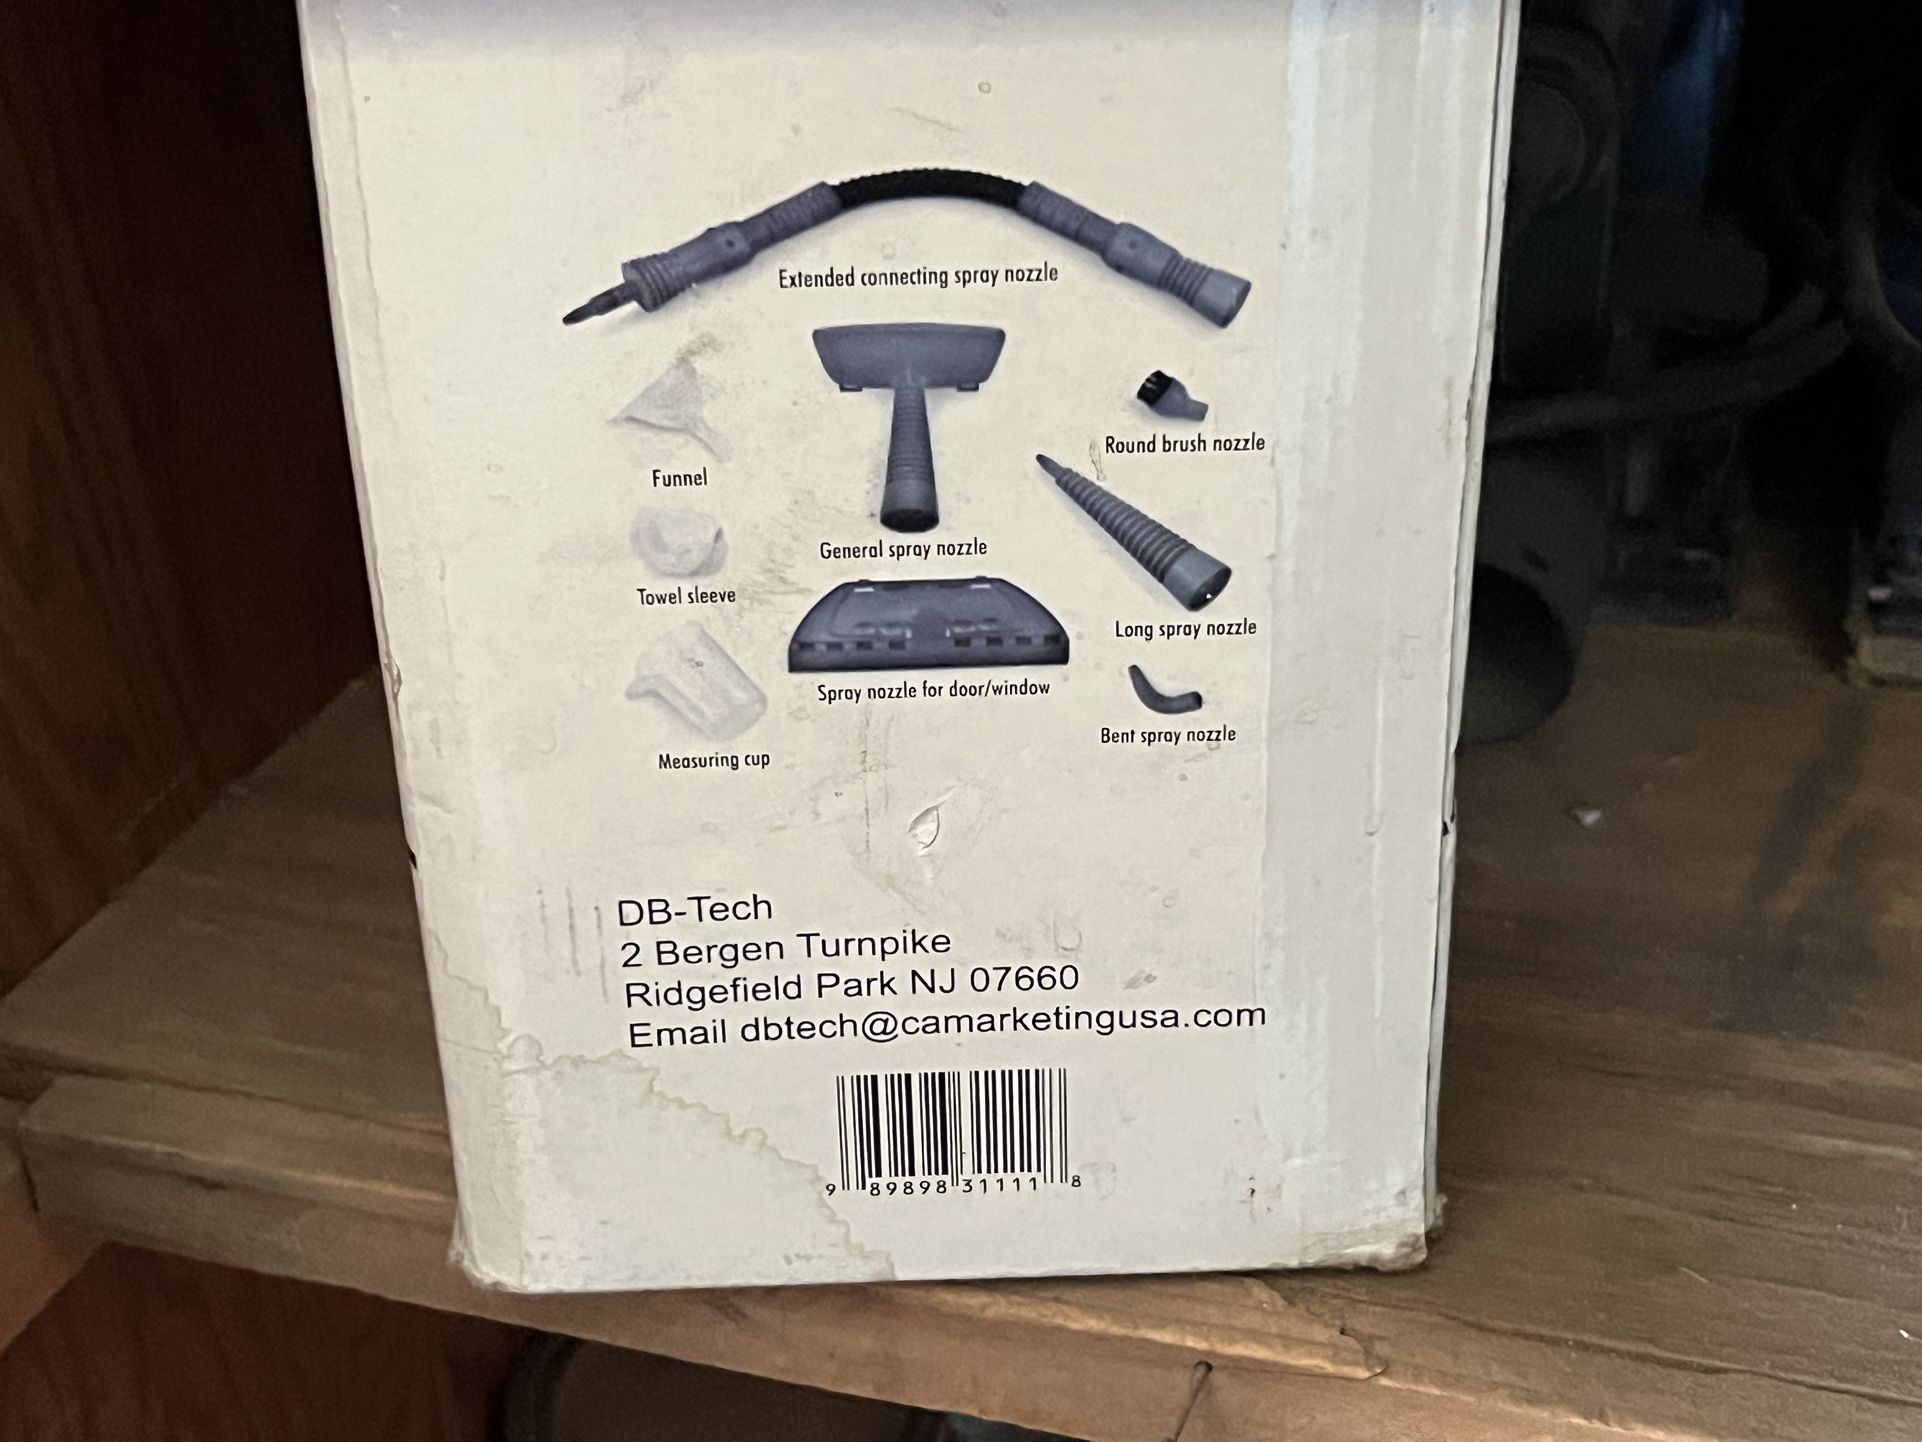 Extended connecting spray nozzle
Round brush nozzle
Funnel
General spray nozzle
Towel sleeve
Long spray nozzle
Spray nozzle for door/window
Bent spray nozzle
Measuring cup
DB-Tech
2 Bergen Turnpike
Ridgefield Park NJ 07660
Email dbtech@camarketingusa.com
9 89898 31111 8